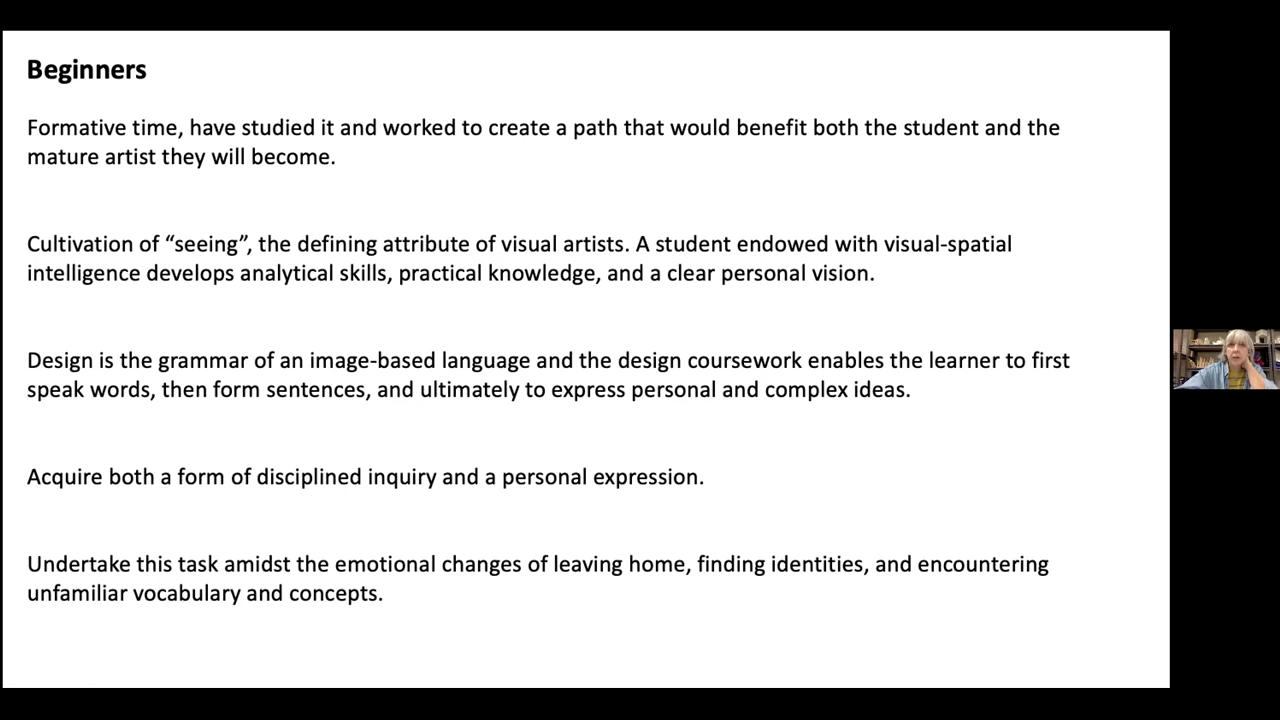 Beginners
Formative time, have studied it and worked to create a path that would benefit both the student and the
mature artist they will become.
Cultivation of “seeing”, the defining attribute of visual artists. A student endowed with visual-spatial
intelligence develops analytical skills, practical knowledge, and a clear personal vision.
Design is the grammar of an image-based language and the design coursework enables the learner to first
speak words, then form sentences, and ultimately to express personal and complex ideas.
Acquire both a form of disciplined inquiry and a personal expression.
Undertake this task amidst the emotional changes of leaving home, finding identities, and encountering
unfamiliar vocabulary and concepts.